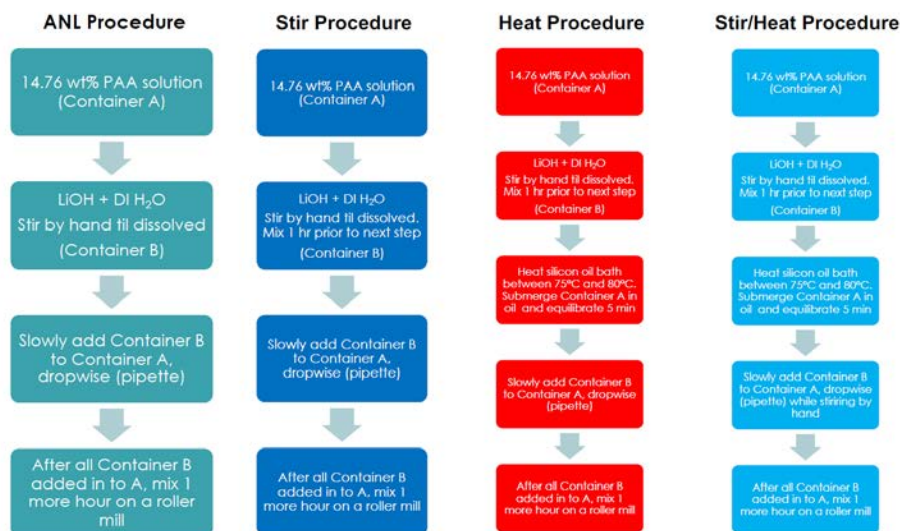 ANL Procedure
14.76 wt% PAA solution
(Container A)
LiOH + DI H₂O
Stir by hand til dissolved
(Container B)
Slowly add Container B
to Container A,
dropwise (pipette)
After all Container B
added in to A, mix 1
more hour on a roller
mill
Stir Procedure
14.76 wt% PAA solution
(Container A)
LiOH + DI H₂O
Stir by hand til dissolved.
Mix 1 hr prior to next step
(Container B)
Slowly add Container B
to Container A,
dropwise (pipette)
After all Container B
added in to A, mix 1
more hour on a roller mill
Heat Procedure
14.76 wt% PAA solution
(Container A)
LiOH + DI H₂O
Stir by hand til dissolved.
Mix 1 hr prior to next step
(Container B)
Heat silicon oil bath
between 75ºC and 80ºC.
Submerge Container A in
oil and equilibrate 5 min
Slowly add Container B
to Container A, dropwise
(pipette)
After all Container B
added in to A, mix 1
more hour on a roller mill
Stir/Heat Procedure
14.76 wt% PAA solution
(Container A)
LiOH + DI H₂O
Stir by hand til dissolved.
Mix 1 hr prior to next step
(Container B)
Heat silicon oil bath
between 75ºC and 80ºC.
Submerge Container A in
oil and equilibrate 5 min
Slowly add Container B
to Container A, dropwise
(pipette) while stiriring by
hand
After all Container B
added in to A, mix 1
more hour on a roller mill